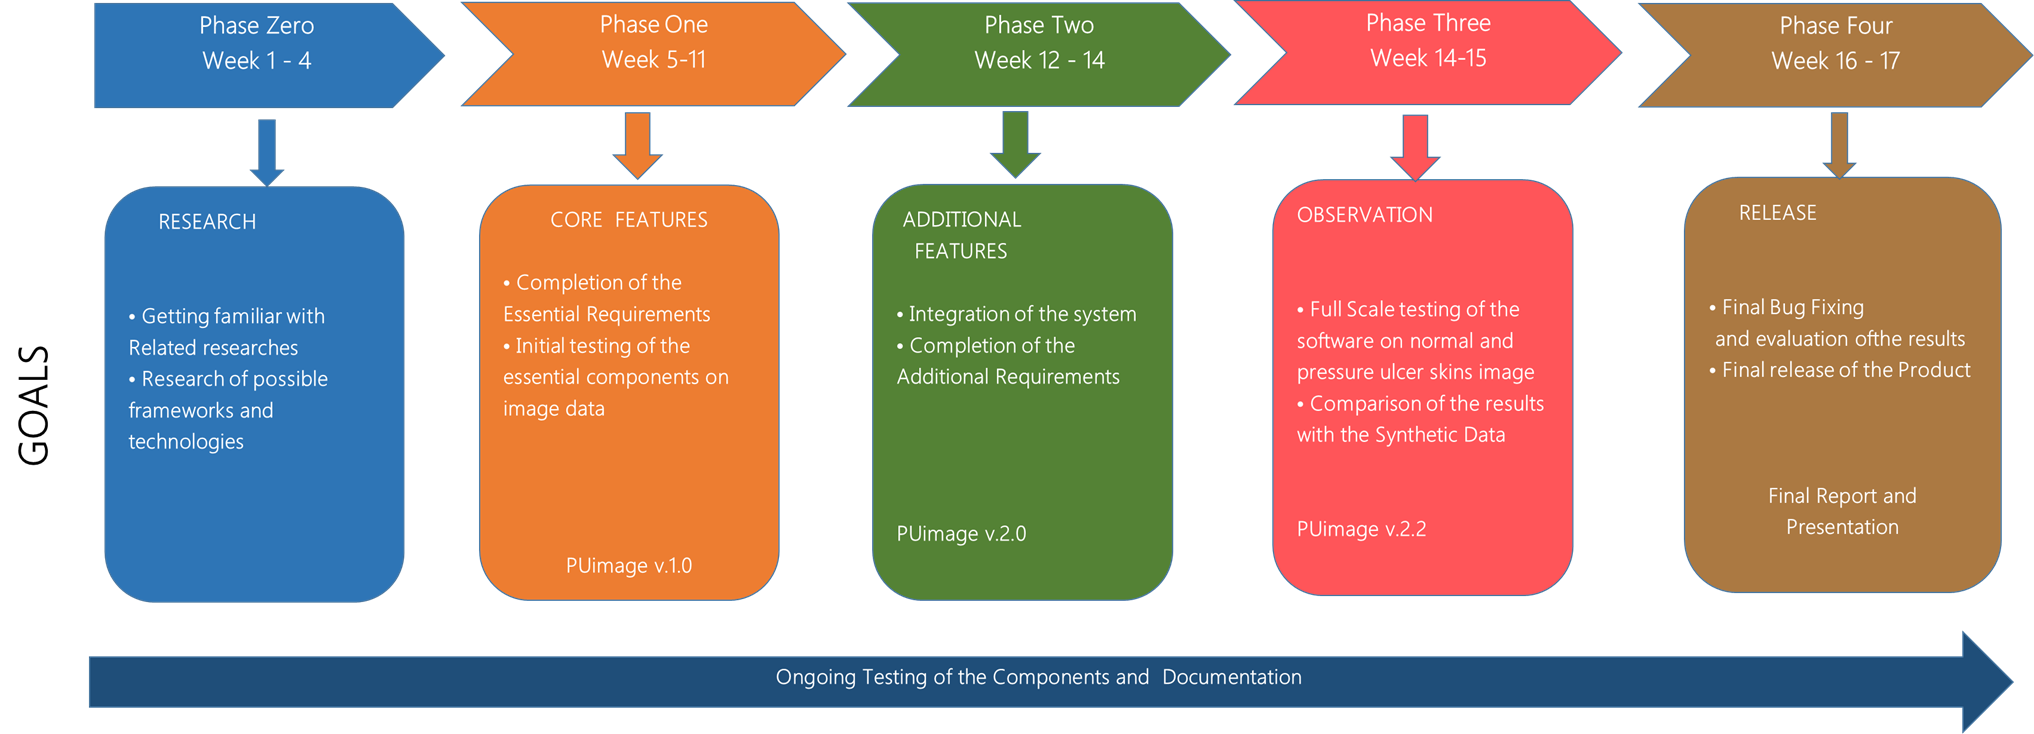 Phase Zero
Week 1 - 4
Phase One
Week 5-11
Phase Two
Week 12 - 14
Phase Three
Week 14-15
Phase Four
Week 16 - 17
GOALS
RESEARCH
• Getting familiar with
Related researches
• Research of possible
frameworks and
technologies
CORE FEATURES
• Completion of the
Essential Requirements
• Initial testing of the
essential components on
image data
PUimage v.1.0
ADDITIONAL
FEATURES
• Integration of the system
• Completion of the
Additional Requirements
PUimage v.2.0
OBSERVATION
• Full Scale testing of the
software on normal and
pressure ulcer skins image
• Comparison of the results
with the Synthetic Data
PUimage v.2.2
RELEASE
• Final Bug Fixing
and evaluation ofthe results
• Final release of the Product
Final Report and
Presentation
Ongoing Testing of the Components and Documentation